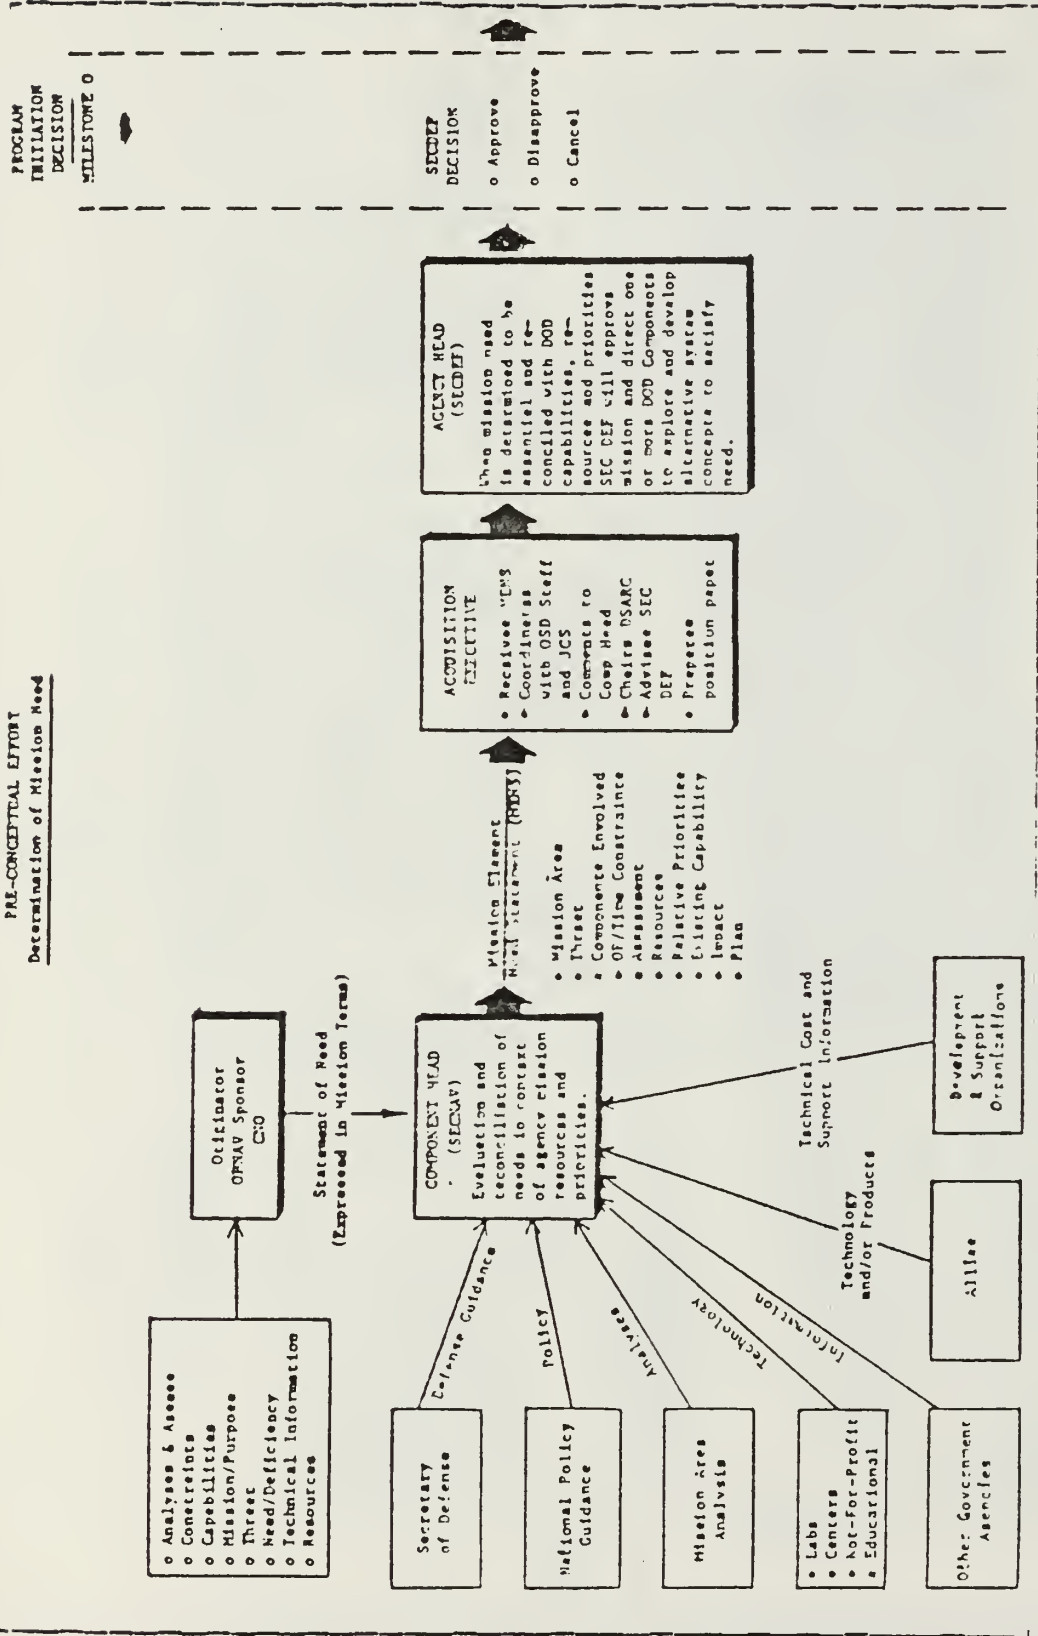 PRE-CONCEPTUAL EFFORT
Determination of Mission Need
PROGRAM
INITIATION
DECISION
MILESTONE 0
o Analyses & Assess
o Constreints
o Capebilities
o Mission/Purpose
o Threet
o Need/Deficiency
o Technical Information
o Resources
Originator
OPNAV Sponsor
CNO
Statement of Need
(Expressed in Mission Terms)
Secretary
of Defense
Defense Guidance
National Policy
Guidance
Policy
Mission Area
Analysis
Analyses
• Labs
• Centers
• Not-For-Profit
• Educational
Technology
Other Government
Agencies
Information
Allies
Technology
and/or Products
Development
& Support
Organizations
Technical Cost and
Support Information
COMPONENT HEAD
(SECNAV)
Evaluation and
reconciliation of
needs in context
of agency mission
resources and
priorities.
Mission Element
Need Statement (MENS)
• Mission Area
• Threet
• Components Involved
• OF/Time Constraints
• Assessment
• Resources
• Relative Priorities
• Existing Capability
• Impact
• Plan
ACQUISITION
EXECUTIVE
• Receives MENS
• Coordinates
with OSD Staff
and JCS
• Comments to
Comp Head
• Chairs DSARC
• Advises SEC
DEF
• Prepares
position paper
AGENCY HEAD
(SECDEF)
When mission need
is determined to be
essential and re-
conciled with DOD
capabilities, re-
sources and priorities
SEC DEF will approve
mission and direct one
or more DOD Components
to explore and develop
alternative system
concepts to satisfy
need.
SECDEF
DECISION
o Approve
o Disapprove
o Cancel